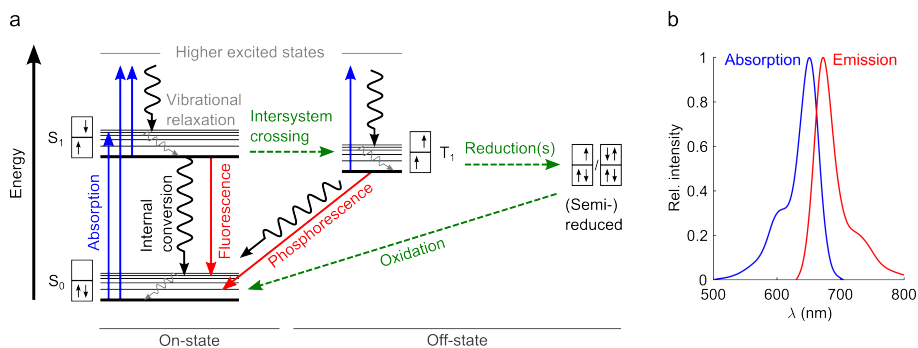 a
Higher excited states
Vibrational
relaxation
S1
Intersystem
crossing
T1
Reduction(s)
/
(Semi-)
reduced
Energy
Absorption
Internal
conversion
Fluorescence
Phosphorescence
Oxidation
S0
On-state
Off-state
b
Absorption
Emission
Rel. intensity
1
0.8
0.6
0.4
0.2
0
500
600
700
800
λ (nm)